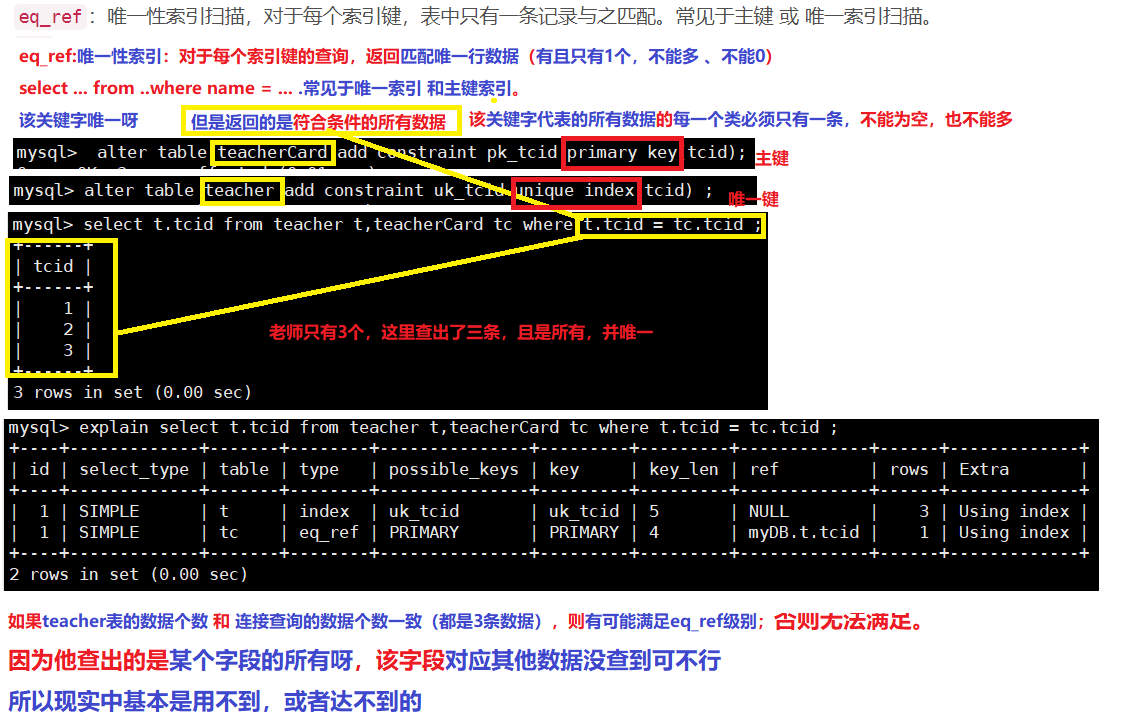 eq_ref：唯一性索引扫描，对于每个索引键，表中只有一条记录与之匹配。常见于主键 或 唯一索引扫描。
eq_ref:唯一性索引：对于每个索引键的查询，返回匹配唯一行数据（有且只有1个，不能多 、不能0）
select ... from ..where name = ... .常见于唯一索引 和主键索引。
该关键字唯一呀 但是返回的是符合条件的所有数据 该关键字代表的所有数据的每一个类必须只有一条，不能为空，也不能多
mysql> alter table teacherCard add constraint pk_tcid primary key tcid); 主键
mysql> alter table teacher add constraint uk_tcid unique index tcid) ; 唯一键
mysql> select t.tcid from teacher t,teacherCard tc where t.tcid = tc.tcid ;
+------+
| tcid |
+------+
| 1 |
| 2 |
| 3 |
+------+
老师只有3个，这里查出了三条，且是所有，并唯一
3 rows in set (0.00 sec)
mysql> explain select t.tcid from teacher t,teacherCard tc where t.tcid = tc.tcid ;
+----+-------------+-------+--------+---------------+---------+---------+-------------+------+-------------+
| id | select_type | table | type | possible_keys | key | key_len | ref | rows | Extra |
+----+-------------+-------+--------+---------------+---------+---------+-------------+------+-------------+
| 1 | SIMPLE | t | index | uk_tcid | uk_tcid | 5 | NULL | 3 | Using index |
| 1 | SIMPLE | tc | eq_ref | PRIMARY | PRIMARY | 4 | myDB.t.tcid | 1 | Using index |
+----+-------------+-------+--------+---------------+---------+---------+-------------+------+-------------+
2 rows in set (0.00 sec)
如果teacher表的数据个数 和 连接查询的数据个数一致（都是3条数据），则有可能满足eq_ref级别；否则无法满足。
因为他查出的是某个字段的所有呀，该字段对应其他数据没查到可不行
所以现实中基本是用不到，或者达不到的